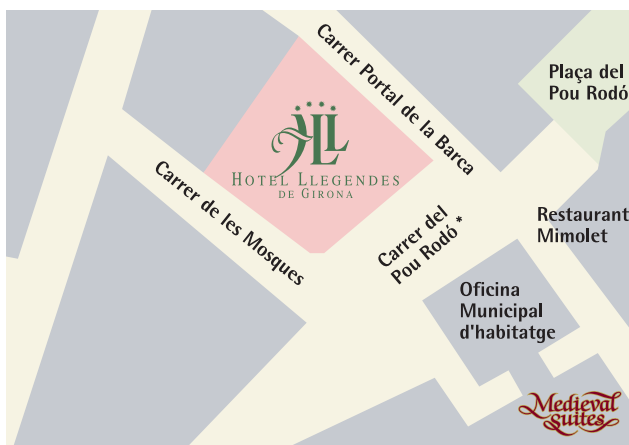 Carrer Portal de la Barca
Plaça del
Pou Rodó
HLL
HOTEL LLEGENDES
DE GIRONA
Carrer de les Mosques
Carrer del
Pou Rodó *
Restaurant
Mimolet
Oficina
Municipal
d'habitatge
Medieval
Suites